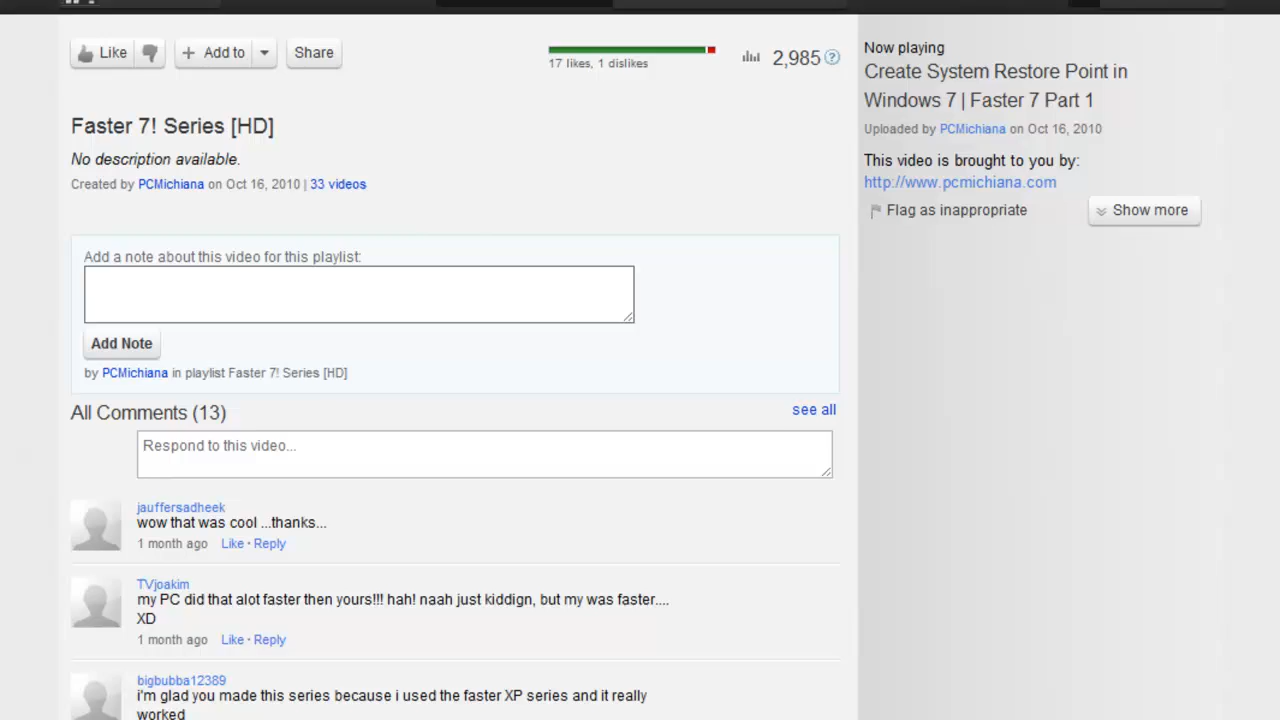 Like
Add to
Share
17 likes, 1 dislikes
2,985
?
Faster 7! Series [HD]
No description available.
Created by PCMichiana on Oct 16, 2010 | 33 videos
Add a note about this video for this playlist:
Add Note
by PCMichiana in playlist Faster 7! Series [HD]
All Comments (13)
see all
Respond to this video...
jauffersadheek
wow that was cool ...thanks...
1 month ago Like · Reply
TVjoakim
my PC did that alot faster then yours!!! hah! naah just kiddign, but my was faster....
XD
1 month ago Like · Reply
bigbubba12389
i'm glad you made this series because i used the faster XP series and it really
worked
Now playing
Create System Restore Point in
Windows 7 | Faster 7 Part 1
Uploaded by PCMichiana on Oct 16, 2010
This video is brought to you by:
http://www.pcmichiana.com
Flag as inappropriate
Show more